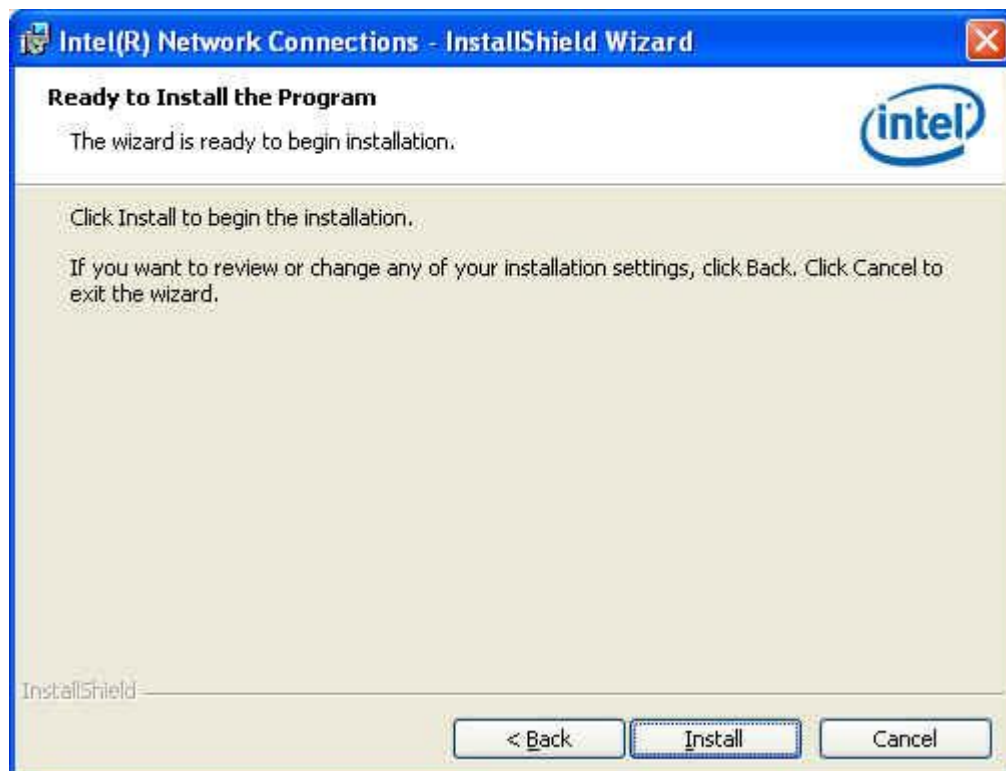 Intel(R) Network Connections - InstallShield Wizard
Ready to Install the Program
The wizard is ready to begin installation.
intel
Click Install to begin the installation.
If you want to review or change any of your installation settings, click Back. Click Cancel to
exit the wizard.
InstallShield
< Back
Install
Cancel